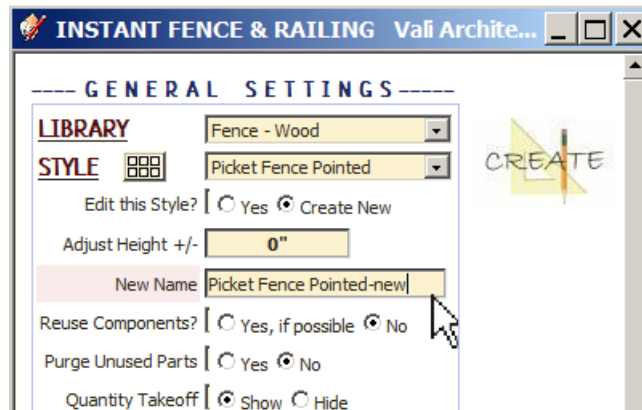 INSTANT FENCE & RAILING Vali Archite...
---- GENERAL SETTINGS-----
LIBRARY Fence - Wood
STYLE Picket Fence Pointed
CREATE
Edit this Style? Yes Create New
Adjust Height +/- 0"
New Name Picket Fence Pointed-new
Reuse Components? Yes, if possible No
Purge Unused Parts Yes No
Quantity Takeoff Show Hide